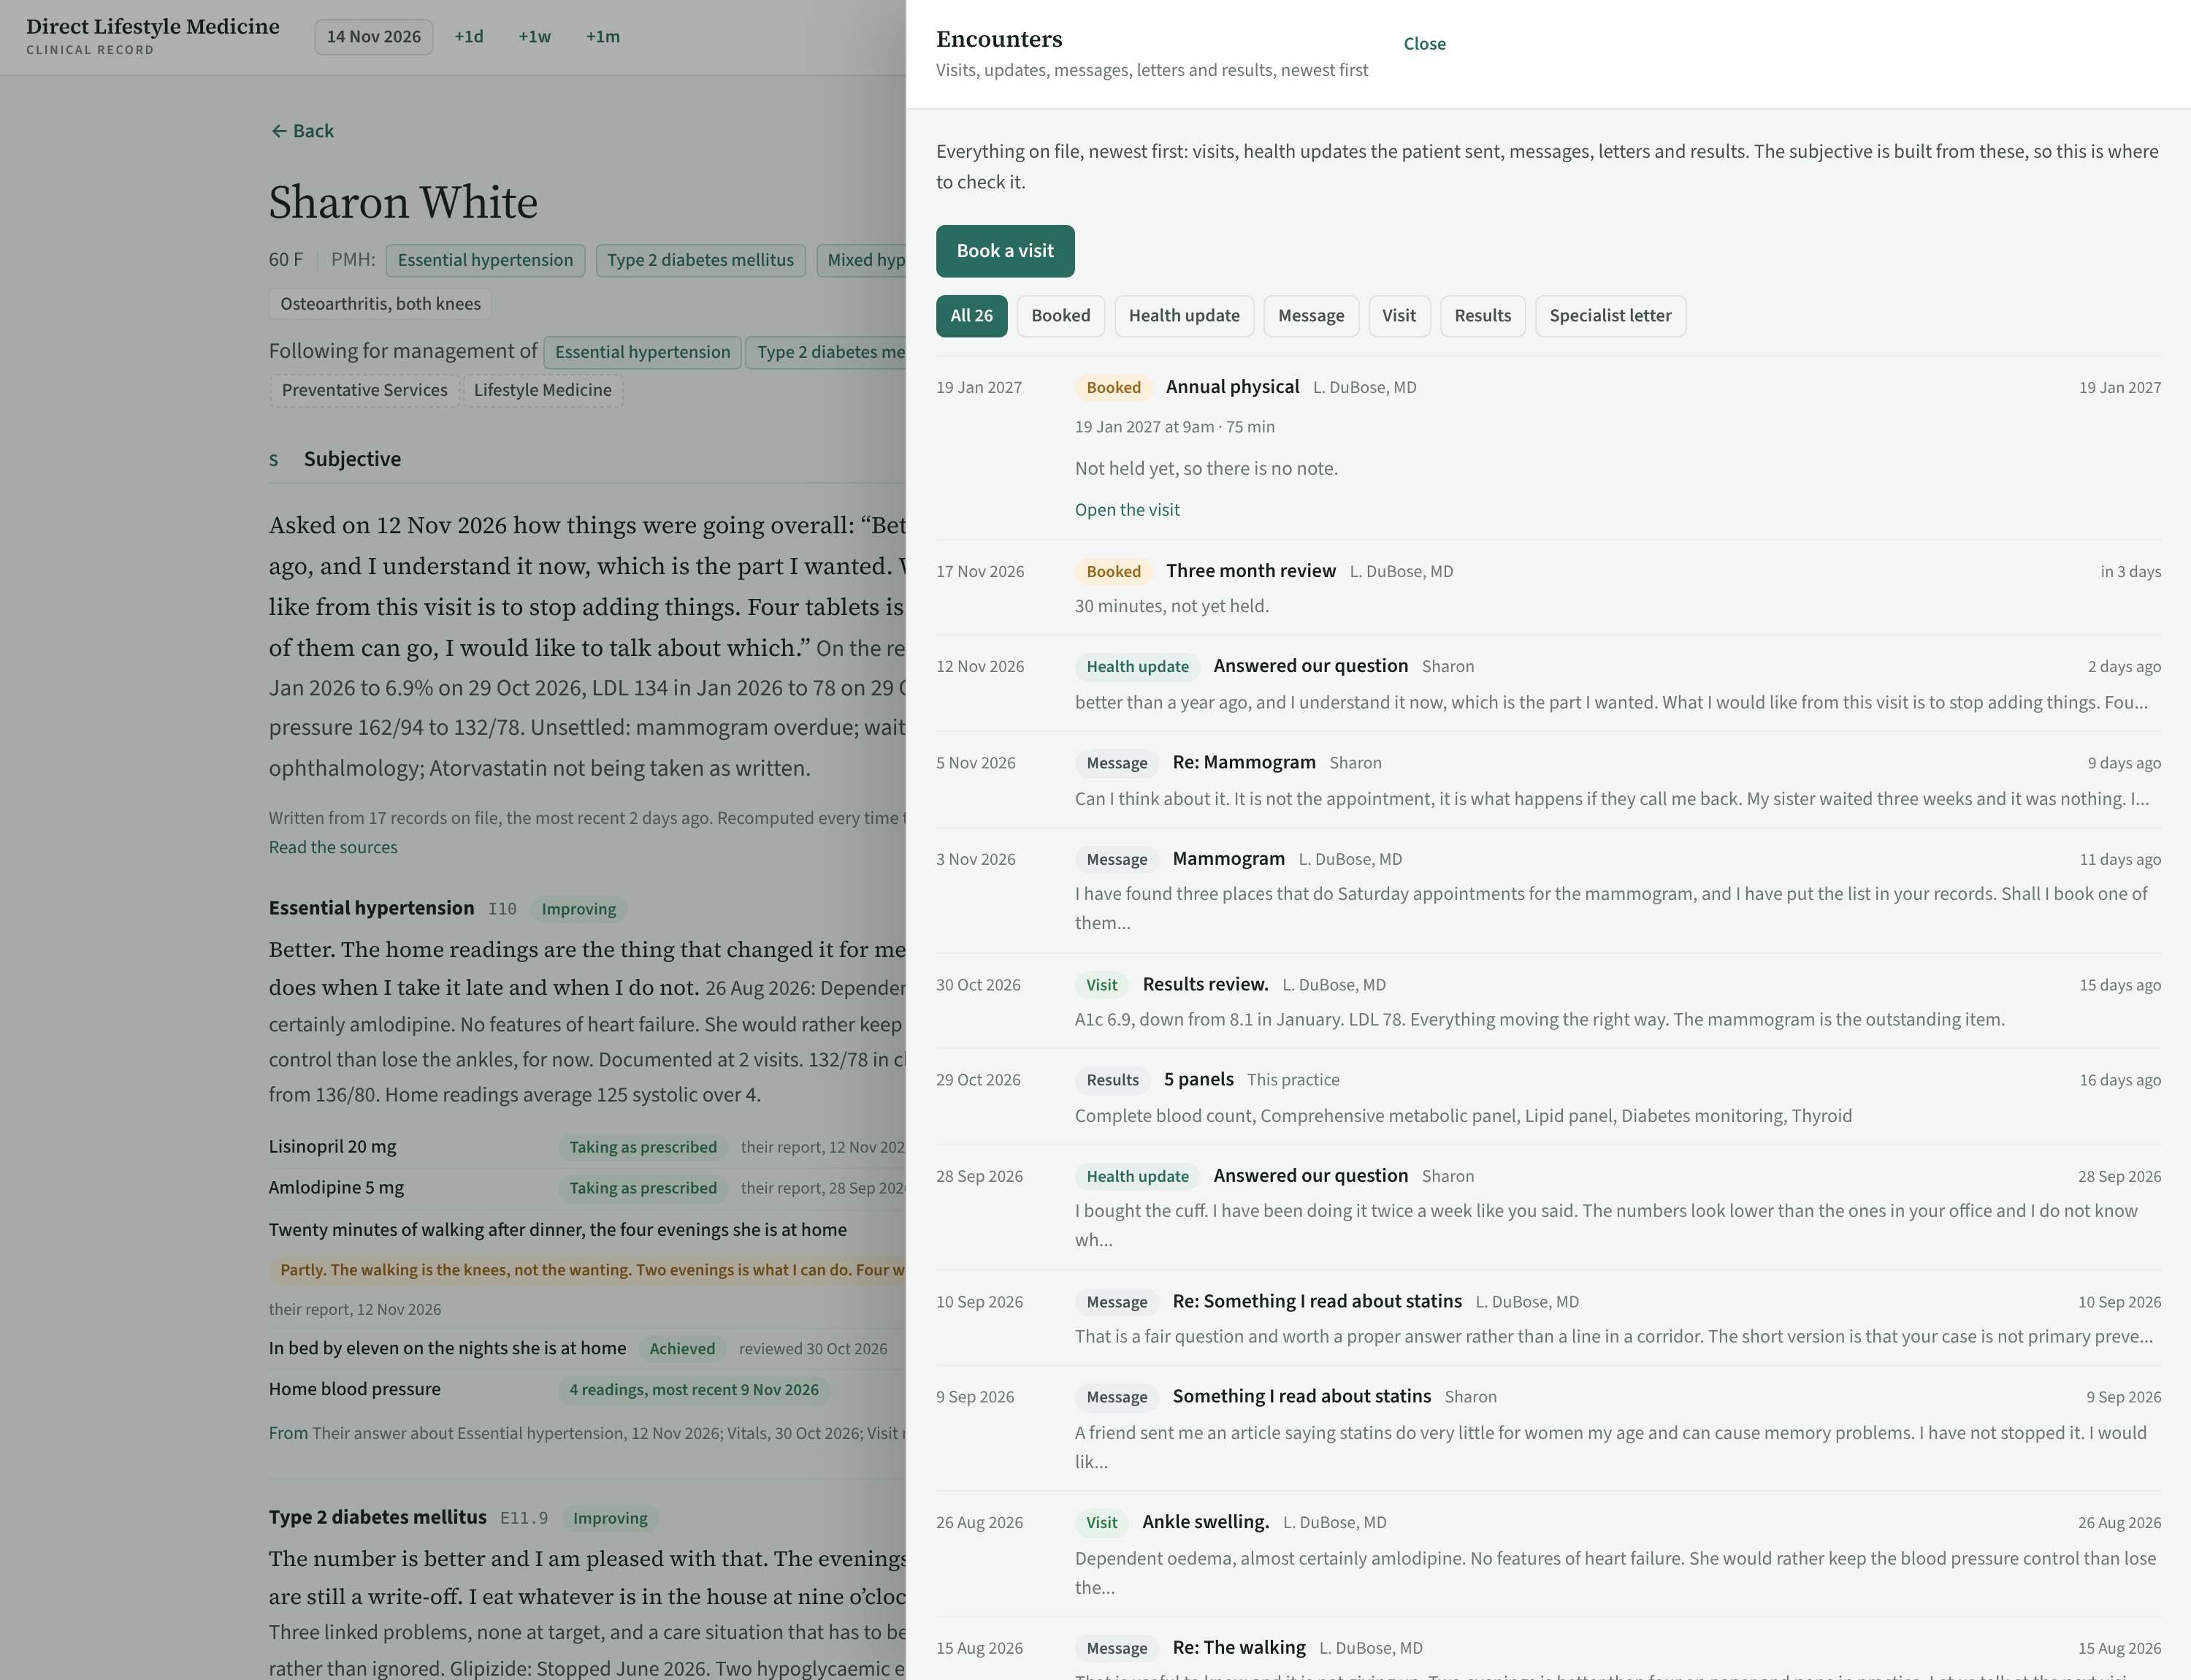 Direct Lifestyle Medicine
CLINICAL RECORD
14 Nov 2026
+1d
+1w
+1m
← Back
Sharon White
60 F | PMH: Essential hypertension Type 2 diabetes mellitus Mixed hyp
Osteoarthritis, both knees
Following for management of Essential hypertension Type 2 diabetes me
Preventative Services Lifestyle Medicine
S Subjective
Asked on 12 Nov 2026 how things were going overall: “Bet
ago, and I understand it now, which is the part I wanted.
like from this visit is to stop adding things. Four tablets is
of them can go, I would like to talk about which.” On the re
Jan 2026 to 6.9% on 29 Oct 2026, LDL 134 in Jan 2026 to 78 on 29
pressure 162/94 to 132/78. Unsettled: mammogram overdue; wait
ophthalmology; Atorvastatin not being taken as written.
Written from 17 records on file, the most recent 2 days ago. Recomputed every time
Read the sources
Essential hypertension I10 Improving
Better. The home readings are the thing that changed it for me
does when I take it late and when I do not. 26 Aug 2026: Depender
certainly amlodipine. No features of heart failure. She would rather keep
control than lose the ankles, for now. Documented at 2 visits. 132/78 in cl
from 136/80. Home readings average 125 systolic over 4.
Lisinopril 20 mg Taking as prescribed their report, 12 Nov 202
Amlodipine 5 mg Taking as prescribed their report, 28 Sep 202
Twenty minutes of walking after dinner, the four evenings she is at home
Partly. The walking is the knees, not the wanting. Two evenings is what I can do. Four w
their report, 12 Nov 2026
In bed by eleven on the nights she is at home Achieved reviewed 30 Oct 2026
Home blood pressure 4 readings, most recent 9 Nov 2026
From Their answer about Essential hypertension, 12 Nov 2026; Vitals, 30 Oct 2026; Visit
Type 2 diabetes mellitus E11.9 Improving
The number is better and I am pleased with that. The evenings
are still a write-off. I eat whatever is in the house at nine o’cloc
Three linked problems, none at target, and a care situation that has to be
rather than ignored. Glipizide: Stopped June 2026. Two hypoglycaemic e
Encounters
Visits, updates, messages, letters and results, newest first
Close
Everything on file, newest first: visits, health updates the patient sent, messages, letters and results. The subjective is built from these, so this is where
to check it.
Book a visit
All 26 Booked Health update Message Visit Results Specialist letter
19 Jan 2027 Booked Annual physical L. DuBose, MD 19 Jan 2027
19 Jan 2027 at 9am · 75 min
Not held yet, so there is no note.
Open the visit
17 Nov 2026 Booked Three month review L. DuBose, MD in 3 days
30 minutes, not yet held.
12 Nov 2026 Health update Answered our question Sharon 2 days ago
better than a year ago, and I understand it now, which is the part I wanted. What I would like from this visit is to stop adding things. Fou...
5 Nov 2026 Message Re: Mammogram Sharon 9 days ago
Can I think about it. It is not the appointment, it is what happens if they call me back. My sister waited three weeks and it was nothing. I...
3 Nov 2026 Message Mammogram L. DuBose, MD 11 days ago
I have found three places that do Saturday appointments for the mammogram, and I have put the list in your records. Shall I book one of
them...
30 Oct 2026 Visit Results review. L. DuBose, MD 15 days ago
A1c 6.9, down from 8.1 in January. LDL 78. Everything moving the right way. The mammogram is the outstanding item.
29 Oct 2026 Results 5 panels This practice 16 days ago
Complete blood count, Comprehensive metabolic panel, Lipid panel, Diabetes monitoring, Thyroid
28 Sep 2026 Health update Answered our question Sharon 28 Sep 2026
I bought the cuff. I have been doing it twice a week like you said. The numbers look lower than the ones in your office and I do not know
wh...
10 Sep 2026 Message Re: Something I read about statins L. DuBose, MD 10 Sep 2026
That is a fair question and worth a proper answer rather than a line in a corridor. The short version is that your case is not primary preve...
9 Sep 2026 Message Something I read about statins Sharon 9 Sep 2026
A friend sent me an article saying statins do very little for women my age and can cause memory problems. I have not stopped it. I would
lik...
26 Aug 2026 Visit Ankle swelling. L. DuBose, MD 26 Aug 2026
Dependent oedema, almost certainly amlodipine. No features of heart failure. She would rather keep the blood pressure control than lose
the...
15 Aug 2026 Message Re: The walking L. DuBose, MD 15 Aug 2026